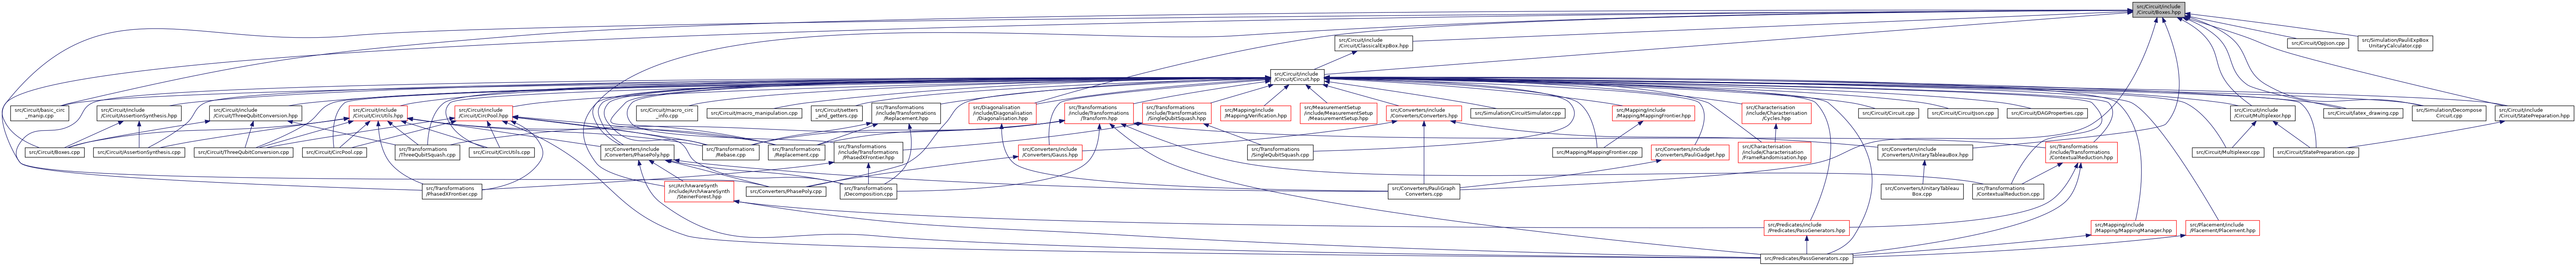 src/Circuit/include
/Circuit/Boxes.hpp
src/Circuit/include
/Circuit/ClassicalExpBox.hpp
src/Circuit/OpJson.cpp
src/Simulation/PauliExpBox
UnitaryCalculator.cpp
src/Circuit/include
/Circuit/Circuit.hpp
src/Circuit/basic_circ
_manip.cpp
src/Circuit/include
/Circuit/AssertionSynthesis.hpp
src/Circuit/include
/Circuit/ThreeQubitConversion.hpp
src/Circuit/include
/Circuit/CircUtils.hpp
src/Circuit/include
/Circuit/CircPool.hpp
src/Circuit/macro_circ
_info.cpp
src/Circuit/macro_manipulation.cpp
src/Circuit/setters
_and_getters.cpp
src/Transformations
/include/Transformations
/Replacement.hpp
src/Diagonalisation
/include/Diagonalisation
/Diagonalisation.hpp
src/Transformations
/include/Transformations
/Transform.hpp
src/Transformations
/include/Transformations
/SingleQubitSquash.hpp
src/Mapping/include
/Mapping/Verification.hpp
src/MeasurementSetup
/include/MeasurementSetup
/MeasurementSetup.hpp
src/Converters/include
/Converters/Converters.hpp
src/Simulation/CircuitSimulator.cpp
src/Mapping/include
/Mapping/MappingFrontier.hpp
src/Characterisation
/include/Characterisation
/Cycles.hpp
src/Circuit/Circuit.cpp
src/Circuit/CircuitJson.cpp
src/Circuit/DAGProperties.cpp
src/Circuit/include
/Circuit/Multiplexor.hpp
src/Circuit/latex_drawing.cpp
src/Simulation/Decompose
Circuit.cpp
src/Circuit/include
/Circuit/StatePreparation.hpp
src/Circuit/Boxes.cpp
src/Circuit/AssertionSynthesis.cpp
src/Circuit/ThreeQubitConversion.cpp
src/Circuit/CircPool.cpp
src/Transformations
/ThreeQubitSquash.cpp
src/Circuit/CircUtils.cpp
src/Converters/include
/Converters/PhasePoly.hpp
src/Transformations
/Rebase.cpp
src/Transformations
/Replacement.cpp
src/Transformations
/include/Transformations
/PhasedXFrontier.hpp
src/Converters/include
/Converters/Gauss.hpp
src/Transformations
/SingleQubitSquash.cpp
src/Mapping/MappingFrontier.cpp
src/Converters/include
/Converters/PauliGadget.hpp
src/Characterisation
/include/Characterisation
/FrameRandomisation.hpp
src/Converters/include
/Converters/UnitaryTableauBox.hpp
src/Transformations
/include/Transformations
/ContextualReduction.hpp
src/Circuit/Multiplexor.cpp
src/Circuit/StatePreparation.cpp
src/Transformations
/PhasedXFrontier.cpp
src/ArchAwareSynth
/include/ArchAwareSynth
/SteinerForest.hpp
src/Converters/PhasePoly.cpp
src/Transformations
/Decomposition.cpp
src/Converters/PauliGraph
Converters.cpp
src/Converters/UnitaryTableau
Box.cpp
src/Transformations
/ContextualReduction.cpp
src/Predicates/include
/Predicates/PassGenerators.hpp
src/Mapping/include
/Mapping/MappingManager.hpp
src/Placement/include
/Placement/Placement.hpp
src/Predicates/PassGenerators.cpp